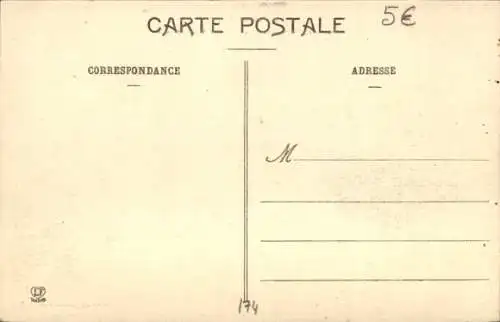 CARTE POSTALE
5€
CORRESPONDANCE
ADRESSE
M
174